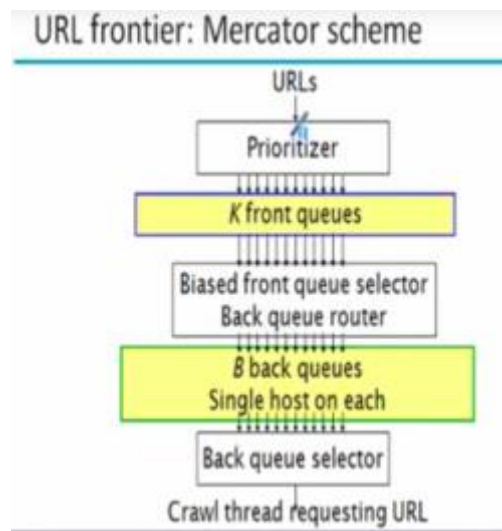 URL frontier: Mercator scheme
URLs
Prioritizer
K front queues
Biased front queue selector
Back queue router
B back queues
Single host on each
Back queue selector
Crawl thread requesting URL